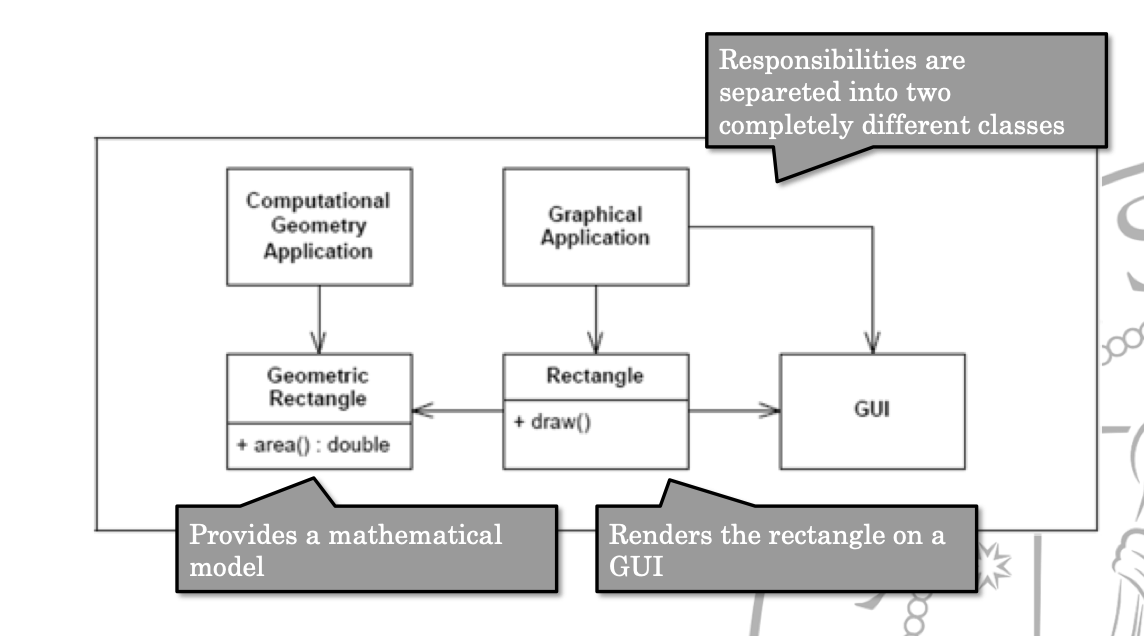 Responsibilities are
separeted into two
completely different classes
Computational
Geometry
Application
Graphical
Application
Geometric
Rectangle
+ area() : double
Rectangle
+ draw()
GUI
Provides a mathematical
model
Renders the rectangle on a
GUI